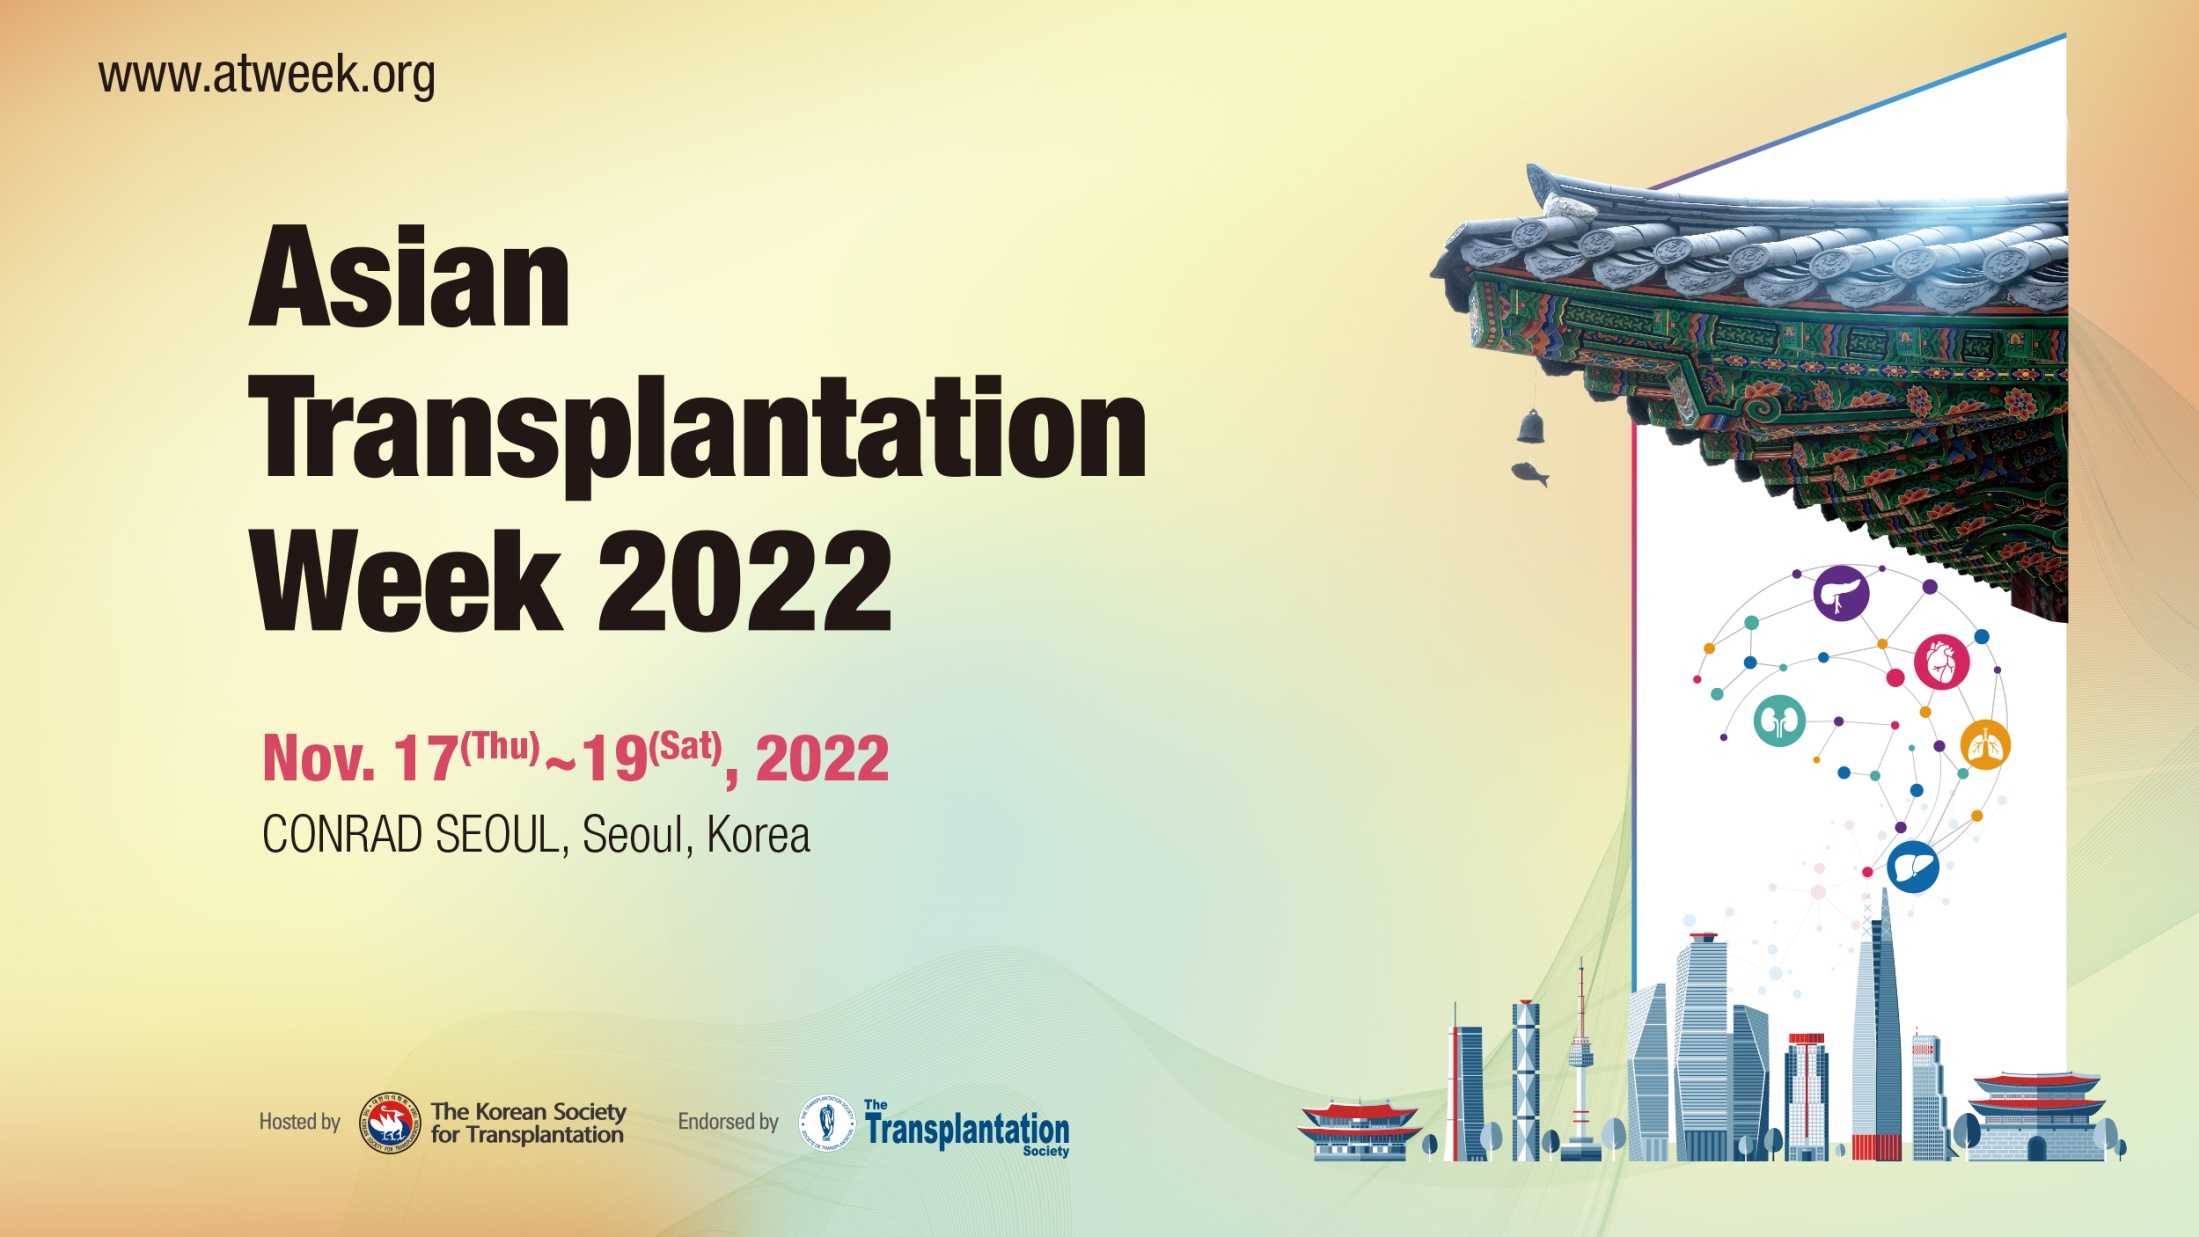 www.atweek.org
Asian
Transplantation
Week 2022
Nov. 17(Thu)~19(Sat), 2022
CONRAD SEOUL, Seoul, Korea
Hosted by
The Korean Society
for Transplantation
Endorsed by
The
Transplantation
Society